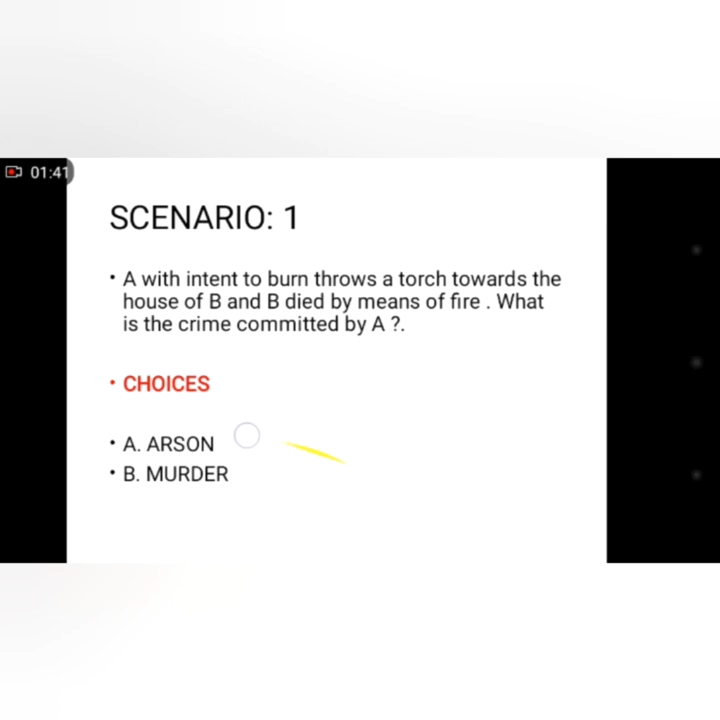 01:41
SCENARIO: 1
• A with intent to burn throws a torch towards the
house of B and B died by means of fire . What
is the crime committed by A ?.
• CHOICES
• A. ARSON
• B. MURDER